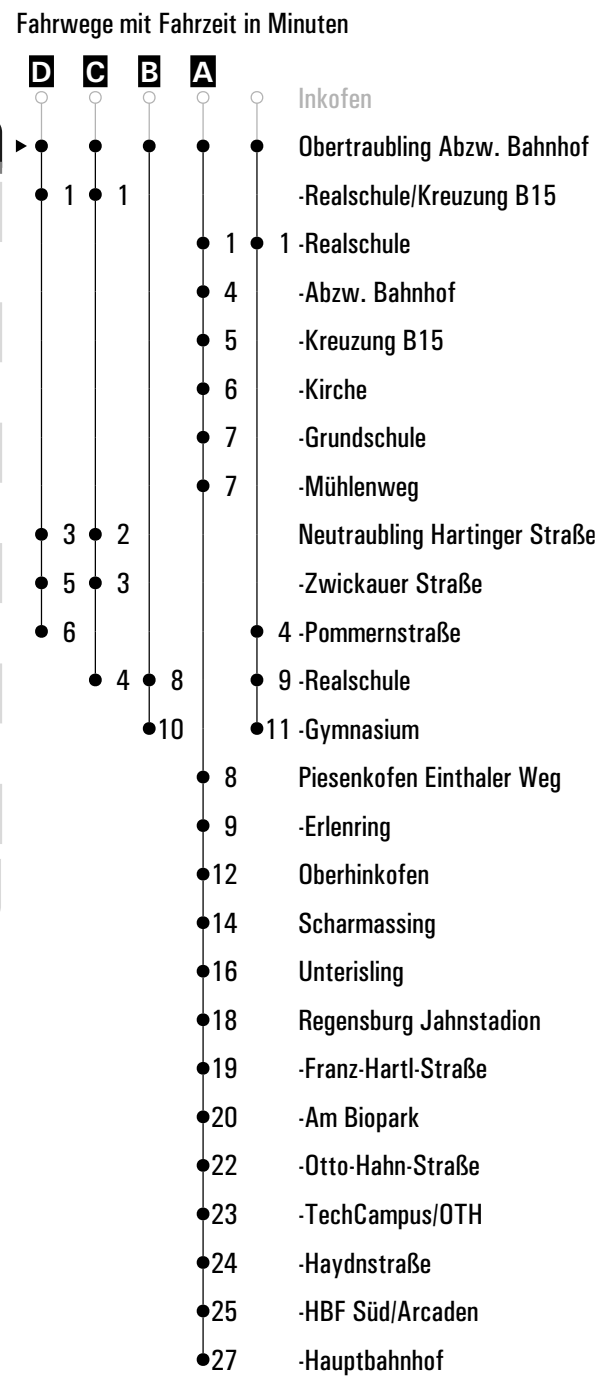 Fahrwege mit Fahrzeit in Minuten
D C B A
Inkofen
Obertraubling Abzw. Bahnhof
1 1 -Realschule/Kreuzung B15
1 1 -Realschule
4 -Abzw. Bahnhof
5 -Kreuzung B15
6 -Kirche
7 -Grundschule
7 -Mühlenweg
3 2 Neutraubling Hartinger Straße
5 3 -Zwickauer Straße
6 4 -Pommernstraße
4 8 9 -Realschule
10 11 -Gymnasium
8 Piesenkofen Einthaler Weg
9 -Erlenring
12 Oberhinkofen
14 Scharmassing
16 Unterisling
18 Regensburg Jahnstadion
19 -Franz-Hartl-Straße
20 -Am Biopark
22 -Otto-Hahn-Straße
23 -TechCampus/OTH
24 -Haydnstraße
25 -HBF Süd/Arcaden
27 -Hauptbahnhof